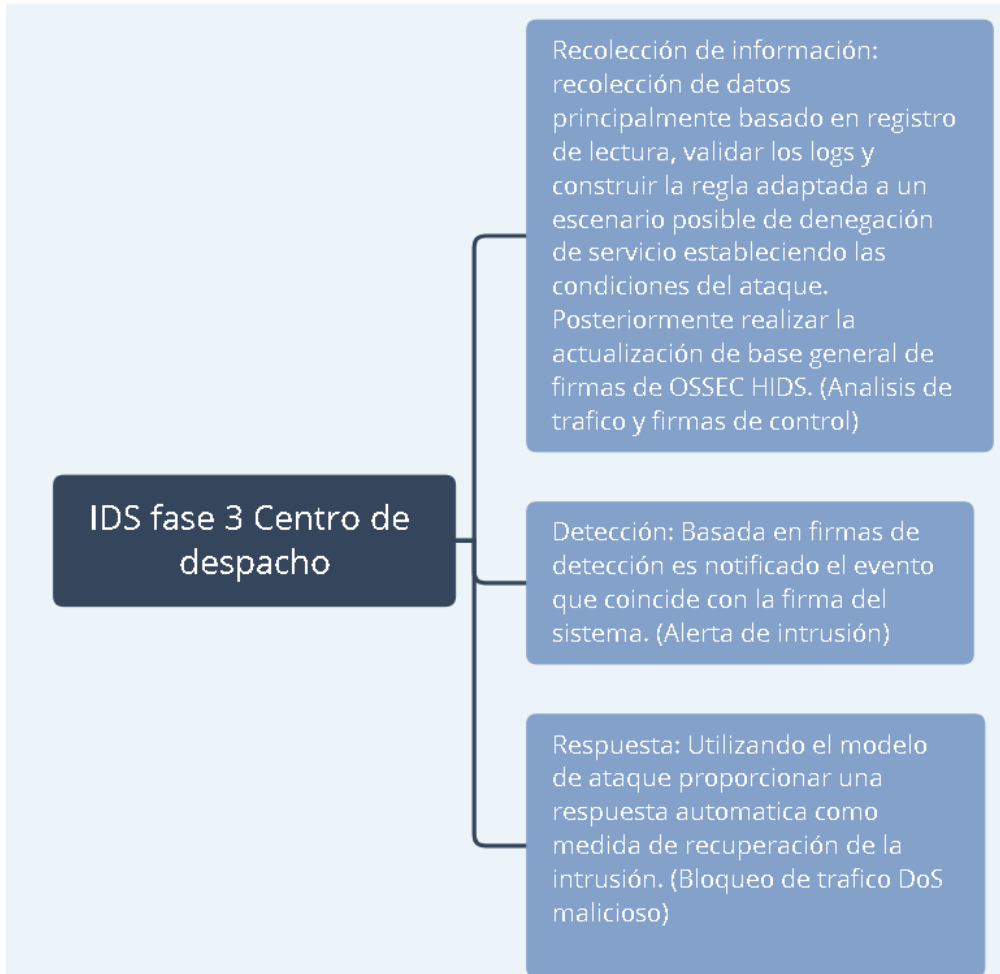 Recolección de información:
recolección de datos
principalmente basado en registro
de lectura, validar los logs y
construir la regla adaptada a un
escenario posible de denegación
de servicio estableciendo las
condiciones del ataque.
Posteriormente realizar la
actualización de base general de
firmas de OSSEC HIDS. (Analisis de
trafico y firmas de control)
IDS fase 3 Centro de
despacho
Detección: Basada en firmas de
detección es notificado el evento
que coincide con la firma del
sistema. (Alerta de intrusión)
Respuesta: Utilizando el modelo
de ataque proporcionar una
respuesta automatica como
medida de recuperación de la
intrusión. (Bloqueo de trafico DoS
malicioso)